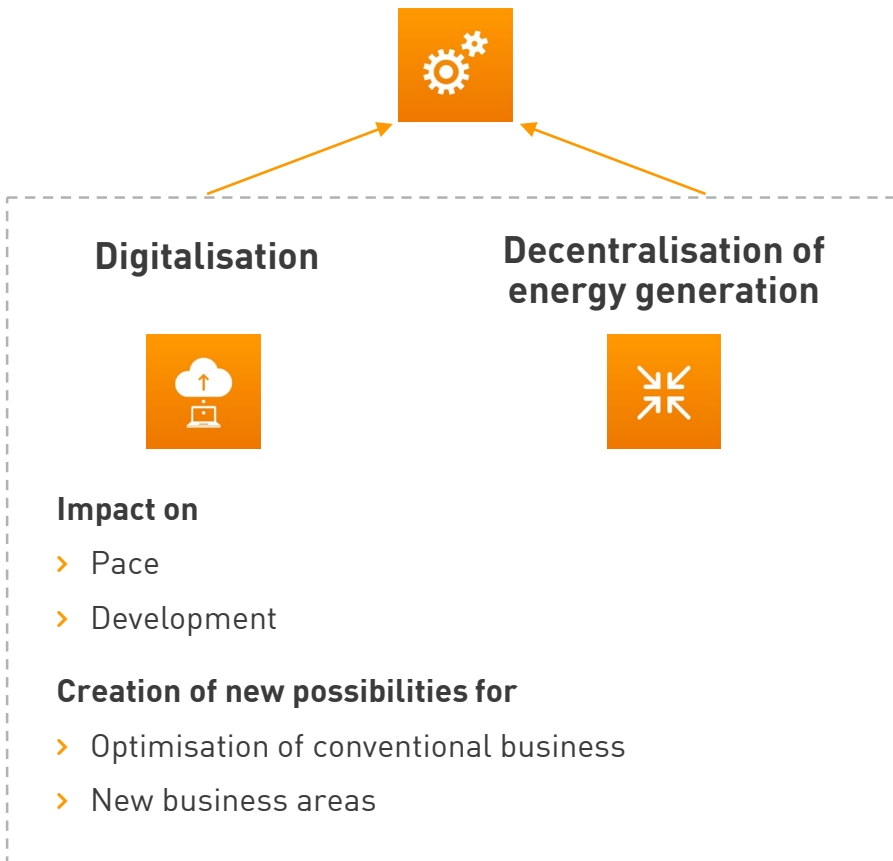 Digitalisation
Decentralisation of
energy generation
Impact on
Pace
Development
Creation of new possibilities for
Optimisation of conventional business
New business areas